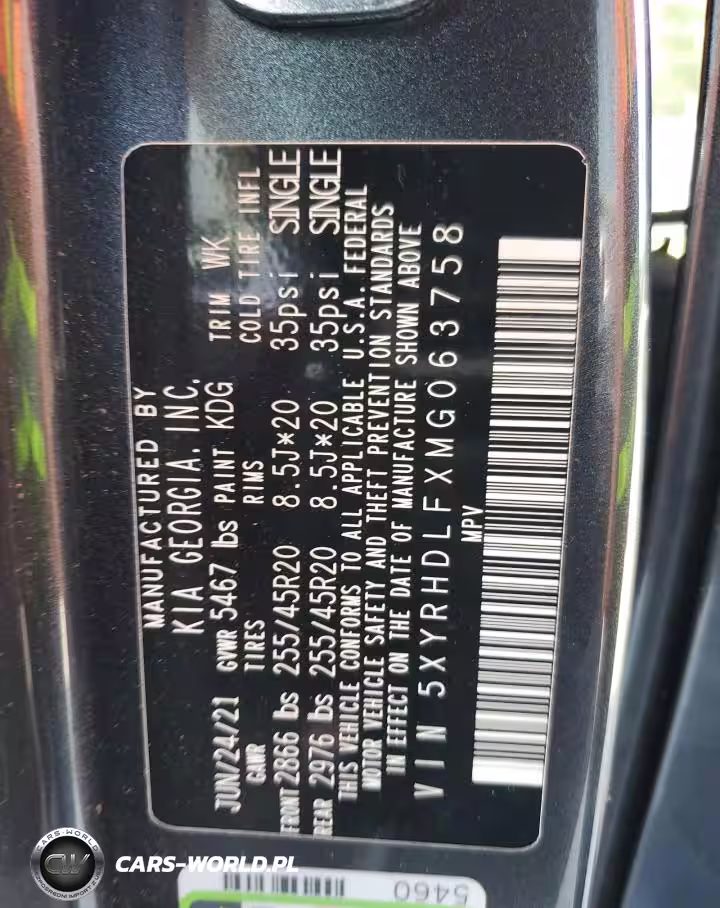 MANUFACTURED BY
KIA GEORGIA, INC.
JUN/24/21 GVWR 5467 lbs PAINT KDG TRIM WK
GAWR TIRES RIMS COLD TIRE INFL
FRONT 2866 lbs 255/45R20 8.5J*20 35psi SINGLE
REAR 2976 lbs 255/45R20 8.5J*20 35psi SINGLE
THIS VEHICLE CONFORMS TO ALL APPLICABLE U.S.A. FEDERAL
MOTOR VEHICLE SAFETY AND THEFT PREVENTION STANDARDS
IN EFFECT ON THE DATE OF MANUFACTURE SHOWN ABOVE
VIN 5XYRHDLFXMG063758
MPV
5460
CARS-WORLD
CW
CARS-WORLD.PL